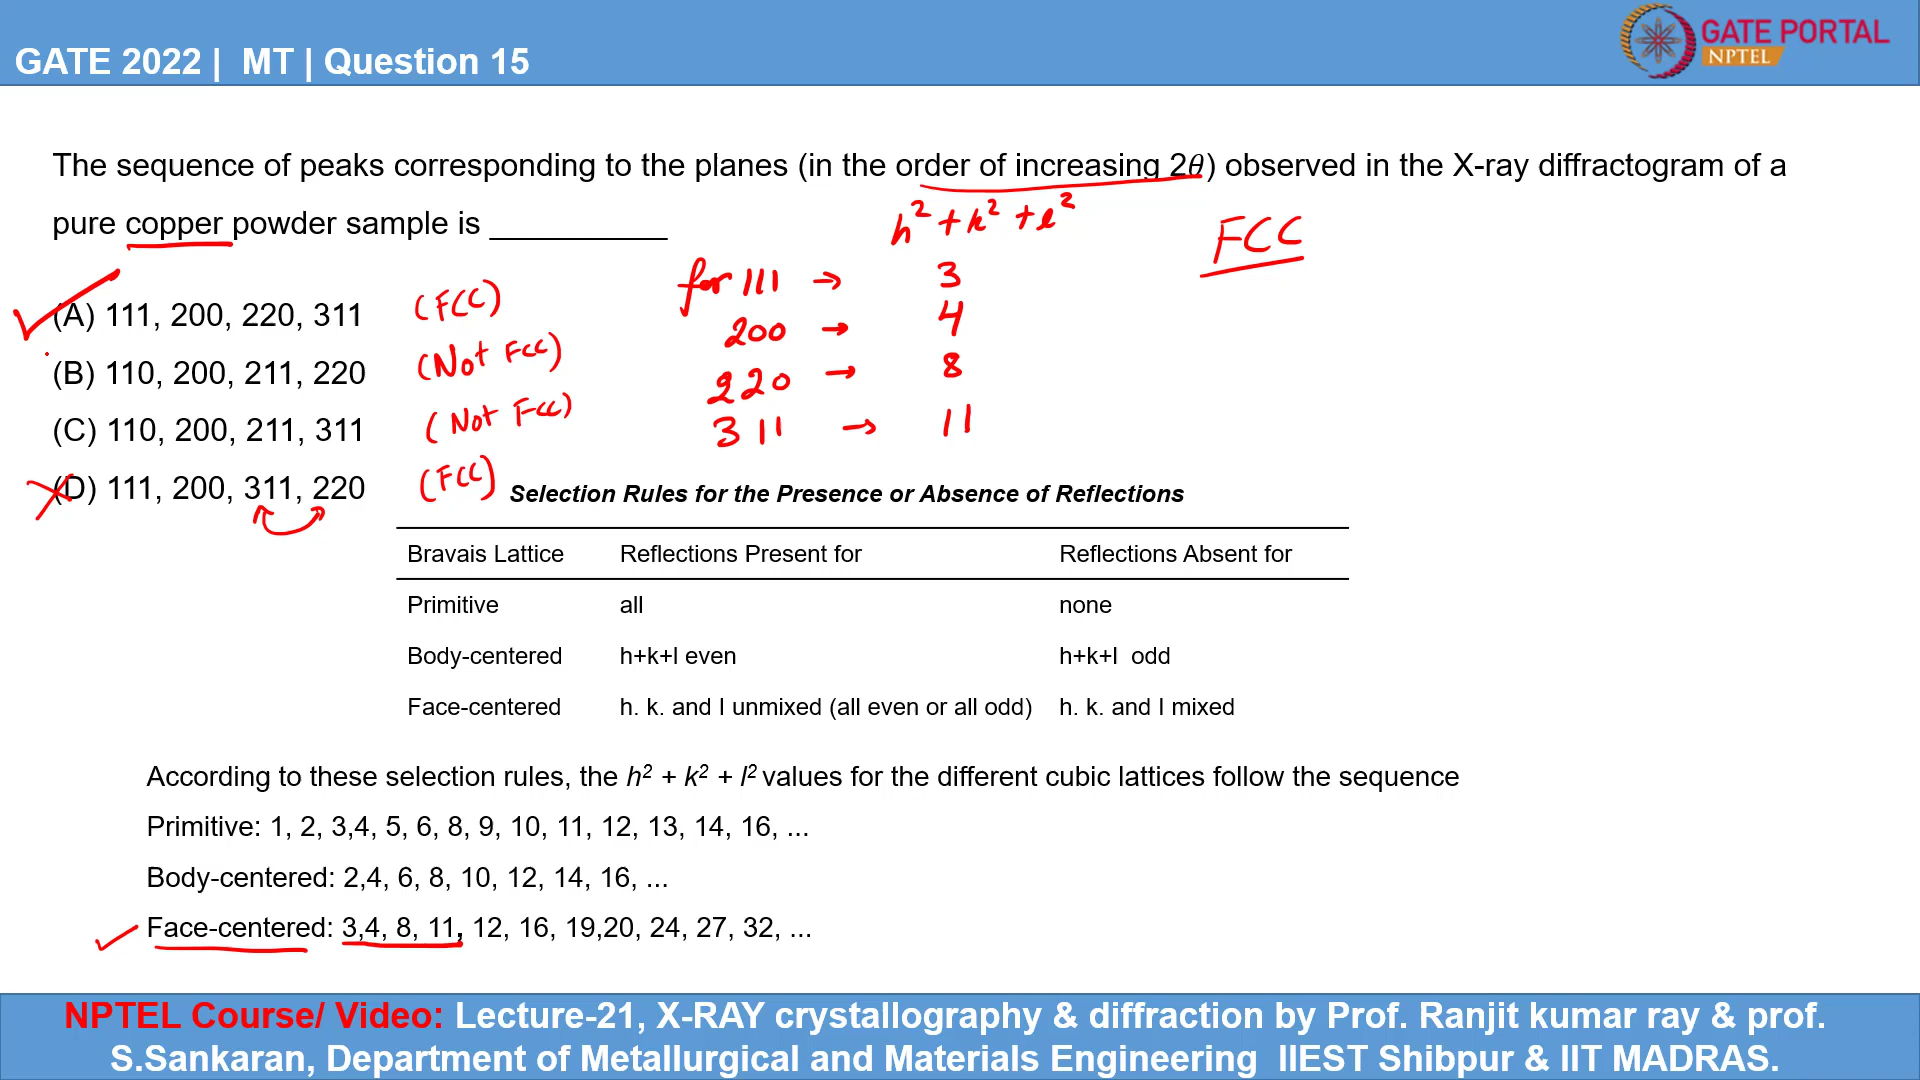 GATE 2022 | MT | Question 15
GATE PORTAL
NPTEL
The sequence of peaks corresponding to the planes (in the order of increasing 2θ) observed in the X-ray diffractogram of a
pure copper powder sample is ___________
h² + k² + l²
FCC
for 111 → 3
200 → 4
220 → 8
311 → 11
(A) 111, 200, 220, 311 (FCC)
(B) 110, 200, 211, 220 (Not FCC)
(C) 110, 200, 211, 311 (Not FCC)
(D) 111, 200, 311, 220 (FCC)
Selection Rules for the Presence or Absence of Reflections
Bravais Lattice Reflections Present for Reflections Absent for
Primitive all none
Body-centered h+k+l even h+k+l odd
Face-centered h. k. and l unmixed (all even or all odd) h. k. and l mixed
According to these selection rules, the h² + k² + l² values for the different cubic lattices follow the sequence
Primitive: 1, 2, 3,4, 5, 6, 8, 9, 10, 11, 12, 13, 14, 16, ...
Body-centered: 2,4, 6, 8, 10, 12, 14, 16, ...
Face-centered: 3,4, 8, 11, 12, 16, 19,20, 24, 27, 32, ...
NPTEL Course/ Video: Lecture-21, X-RAY crystallography & diffraction by Prof. Ranjit kumar ray & prof.
S.Sankaran, Department of Metallurgical and Materials Engineering IIEST Shibpur & IIT MADRAS.